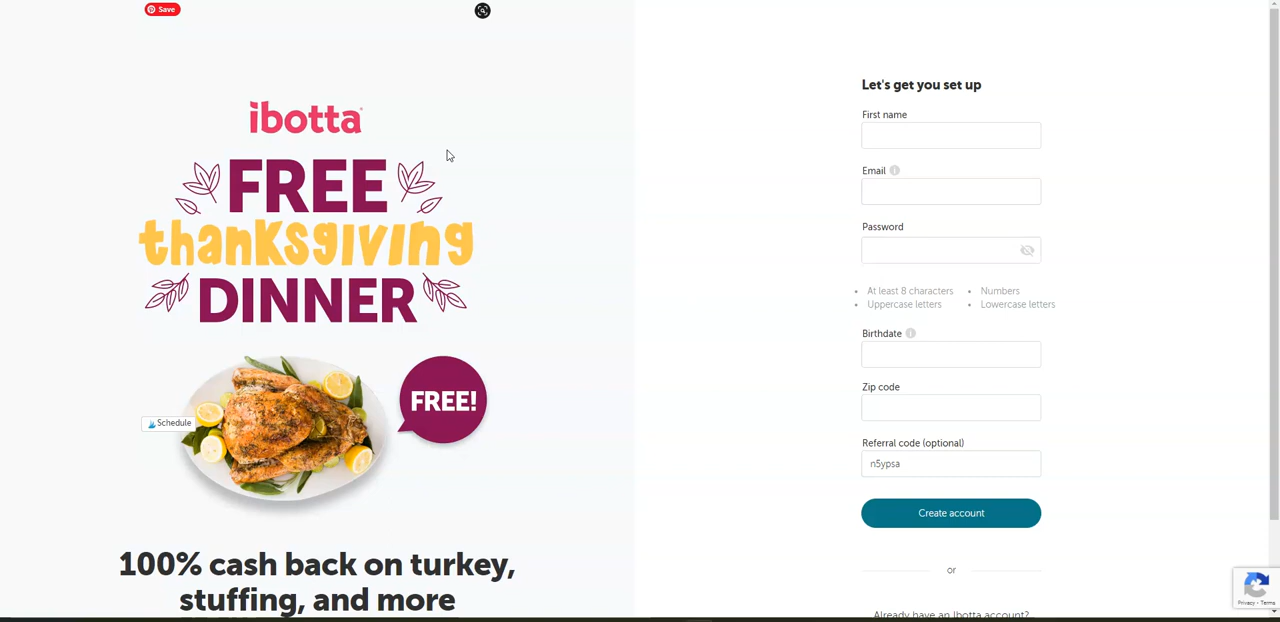 Save
ibotta
FREE
thanksgiving
DINNER
FREE!
Schedule
100% cash back on turkey,
stuffing, and more
Let's get you set up
First name
Email
Password
At least 8 characters
Numbers
Uppercase letters
Lowercase letters
Birthdate
Zip code
Referral code (optional)
n5ypsa
Create account
or
Already have an Ibotta account?
Privacy - Terms